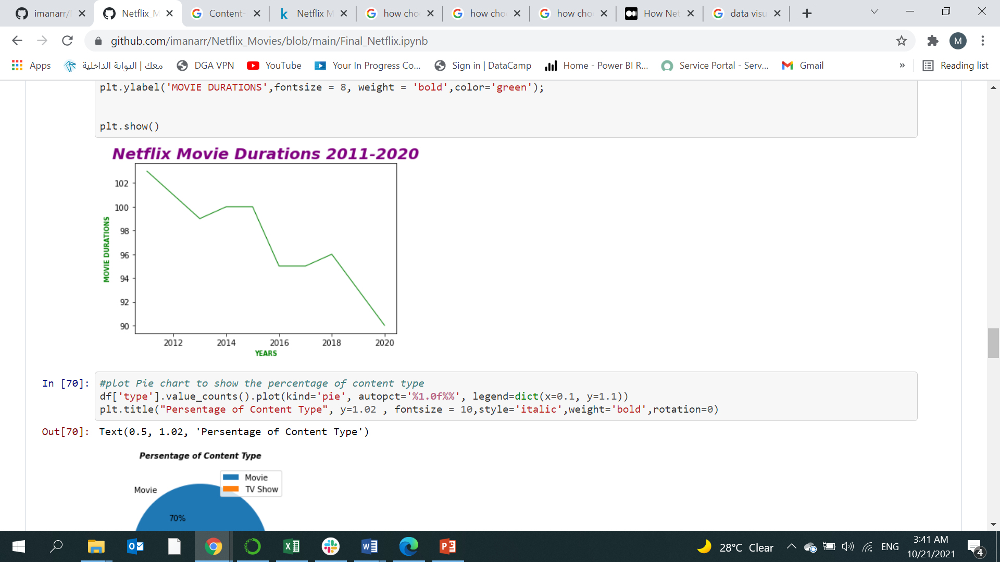 imanarr/
Netflix_M
Content-
Netflix M
how cho
how cho
how cho
How Net
data visu
github.com/imanarr/Netflix_Movies/blob/main/Final_Netflix.ipynb
M
Apps
معك | البوابة الداخلية
DGA VPN
YouTube
Your In Progress Co...
Sign in | DataCamp
Home - Power BI R...
Service Portal - Serv...
Gmail
»
Reading list
plt.ylabel('MOVIE DURATIONS',fontsize = 8, weight = 'bold',color='green');
plt.show()
Netflix Movie Durations 2011-2020
102
100
98
96
94
92
90
MOVIE DURATIONS
2012 2014 2016 2018 2020
YEARS
In [70]: #plot Pie chart to show the percentage of content type
df['type'].value_counts().plot(kind='pie', autopct='%1.0f%%', legend=dict(x=0.1, y=1.1))
plt.title("Persentage of Content Type", y=1.02 , fontsize = 10,style='italic',weight='bold',rotation=0)
Out[70]: Text(0.5, 1.02, 'Persentage of Content Type')
Persentage of Content Type
Movie
TV Show
Movie
70%
28°C Clear
ENG
3:41 AM
10/21/2021
4